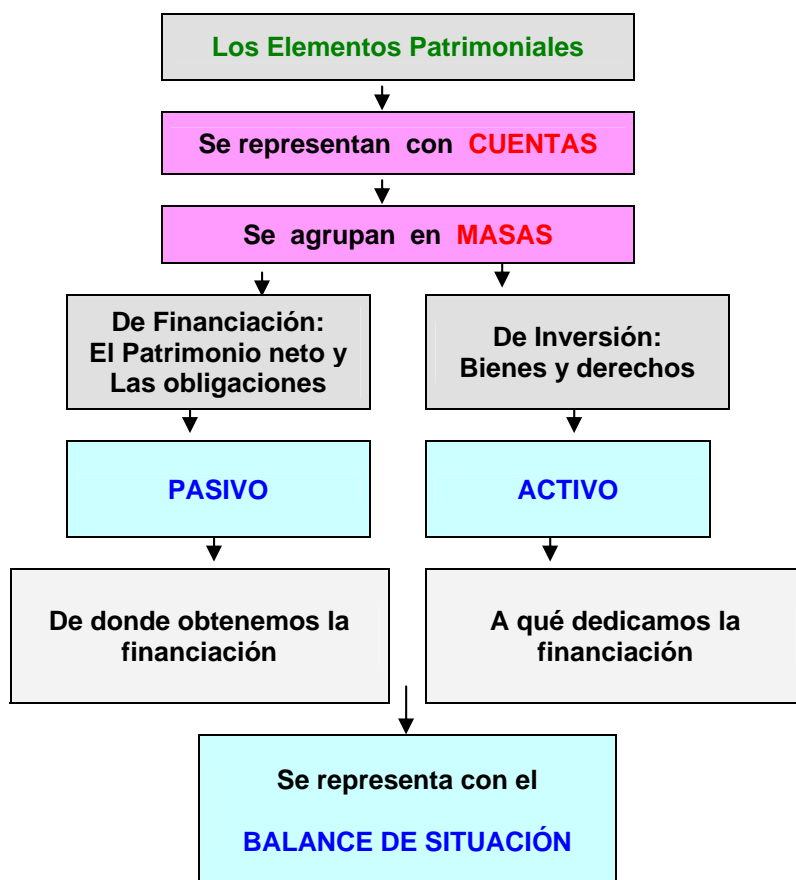 Los Elementos Patrimoniales
Se representan con CUENTAS
Se agrupan en MASAS
De Financiación:
El Patrimonio neto y
Las obligaciones
De Inversión:
Bienes y derechos
PASIVO
ACTIVO
De donde obtenemos la
financiación
A qué dedicamos la
financiación
Se representa con el
BALANCE DE SITUACIÓN